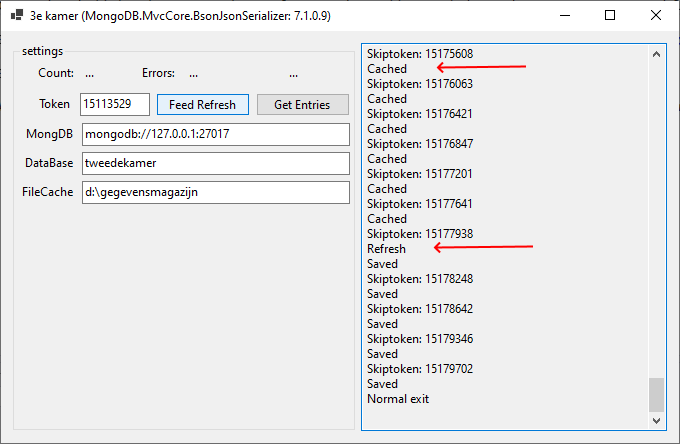 3e kamer (MongoDB.MvcCore.BsonJsonSerializer: 7.1.0.9)
settings
Count: ... Errors: ... ...
Token 15113529 Feed Refresh Get Entries
MongDB mongodb://127.0.0.1:27017
DataBase tweedekamer
FileCache d:\gegevensmagazijn
Skiptoken: 15175608
Cached
Skiptoken: 15176063
Cached
Skiptoken: 15176421
Cached
Skiptoken: 15176847
Cached
Skiptoken: 15177201
Cached
Skiptoken: 15177641
Cached
Skiptoken: 15177938
Refresh
Saved
Skiptoken: 15178248
Saved
Skiptoken: 15178642
Saved
Skiptoken: 15179346
Saved
Skiptoken: 15179702
Saved
Normal exit